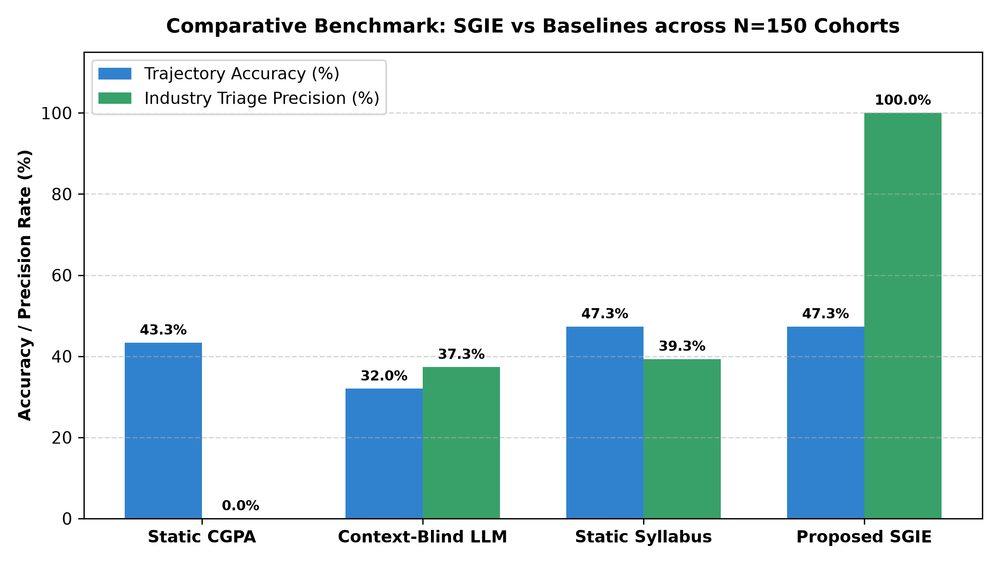 Comparative Benchmark: SGIE vs Baselines across N=150 Cohorts
Trajectory Accuracy (%)
Industry Triage Precision (%)
Accuracy / Precision Rate (%)
100
80
60
40
20
0
43.3%
0.0%
32.0%
37.3%
47.3%
39.3%
47.3%
100.0%
Static CGPA
Context-Blind LLM
Static Syllabus
Proposed SGIE